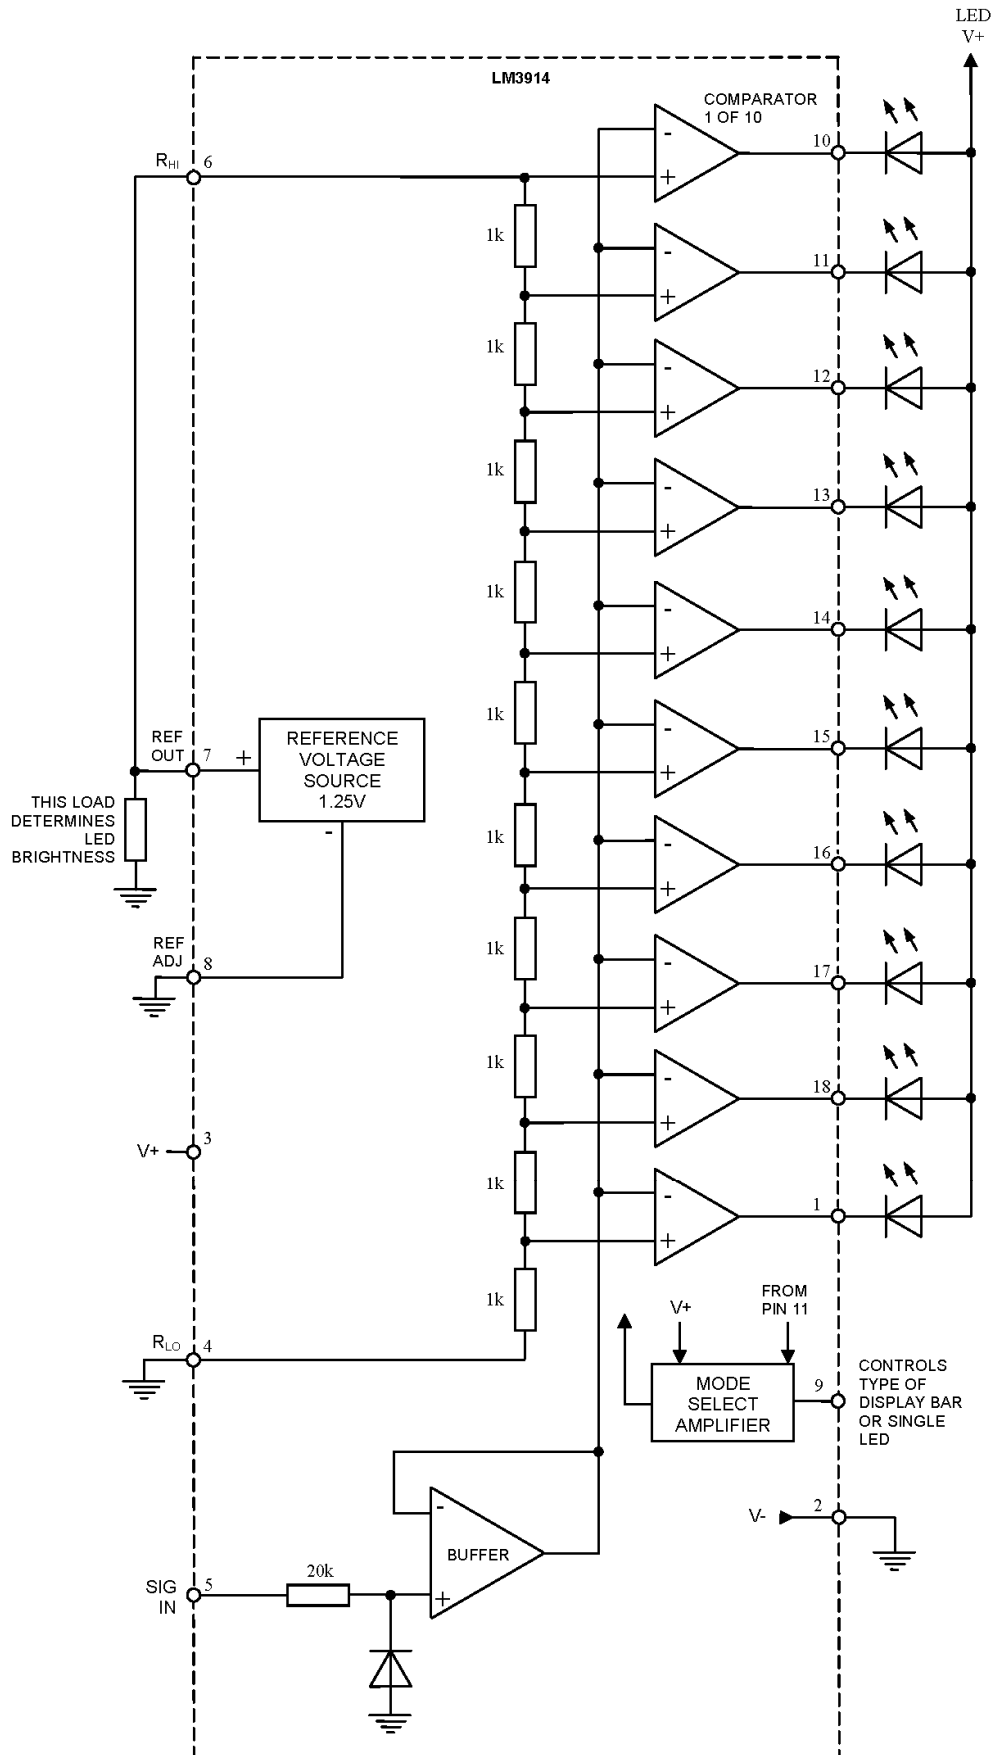 LED
V+
LM3914
COMPARATOR
1 OF 10
-
+
10
RHI
6
1k
-
+
11
1k
-
+
12
1k
-
+
13
1k
-
+
14
1k
-
+
15
REF
OUT
7
+
REFERENCE
VOLTAGE
SOURCE
1.25V
-
THIS LOAD
DETERMINES
LED
BRIGHTNESS
1k
-
+
16
1k
-
+
17
REF
ADJ
8
1k
-
+
18
V+
3
1k
-
+
1
1k
RLO
4
V+
FROM
PIN 11
MODE
SELECT
AMPLIFIER
9
CONTROLS
TYPE OF
DISPLAY BAR
OR SINGLE
LED
V-
2
-
BUFFER
+
20k
SIG
IN
5